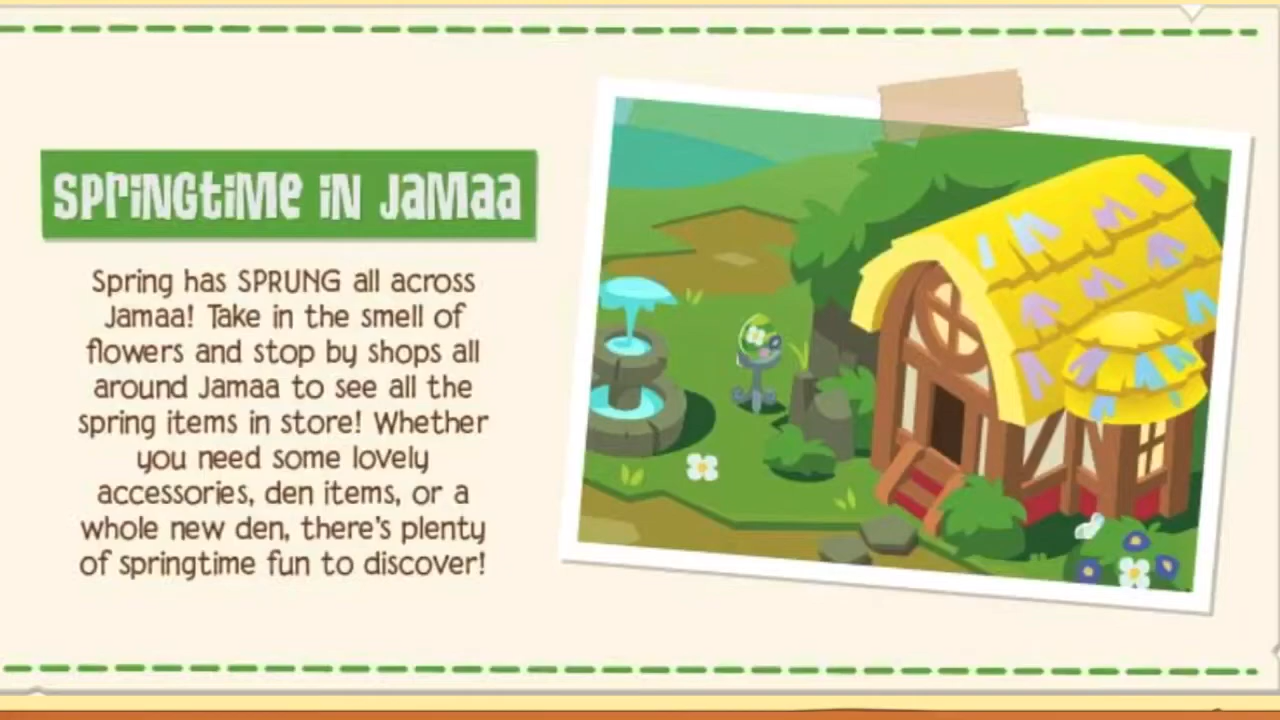 SPRINGTIME IN JAMAA
Spring has SPRUNG all across
Jamaa! Take in the smell of
flowers and stop by shops all
around Jamaa to see all the
spring items in store! Whether
you need some lovely
accessories, den items, or a
whole new den, there's plenty
of springtime fun to discover!